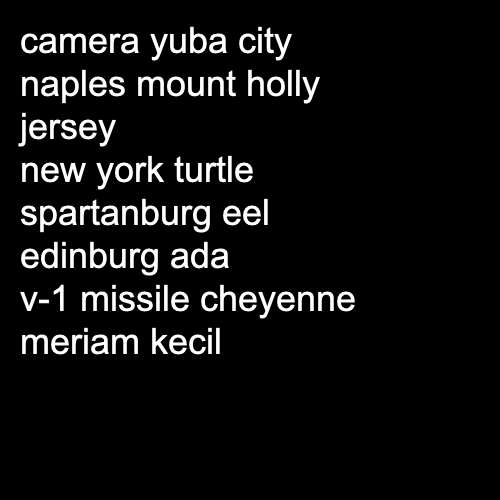 camera yuba city
naples mount holly
jersey
new york turtle
spartanburg eel
edinburg ada
v-1 missile cheyenne
meriam kecil